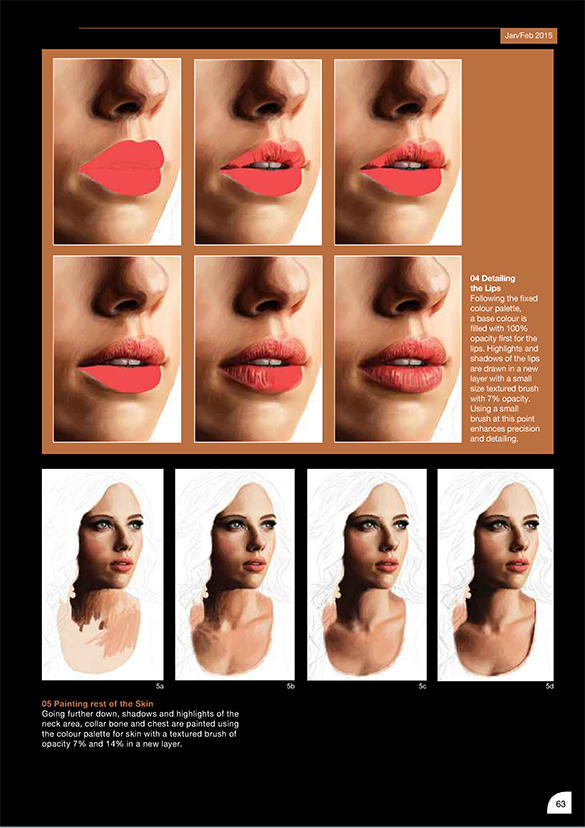 Jan/Feb 2015
04 Detailing
the Lips
Following the fixed
colour palette,
a base colour is
filled with 100%
opacity first for the
lips. Highlights and
shadows of the lips
are drawn in a new
layer with a small
size textured brush
with 7% opacity.
Using a small
brush at this point
enhances precision
and detailing.
5a
5b
5c
5d
05 Painting rest of the Skin
Going further down, shadows and highlights of the
neck area, collar bone and chest are painted using
the colour palette for skin with a textured brush of
opacity 7% and 14% in a new layer.
63